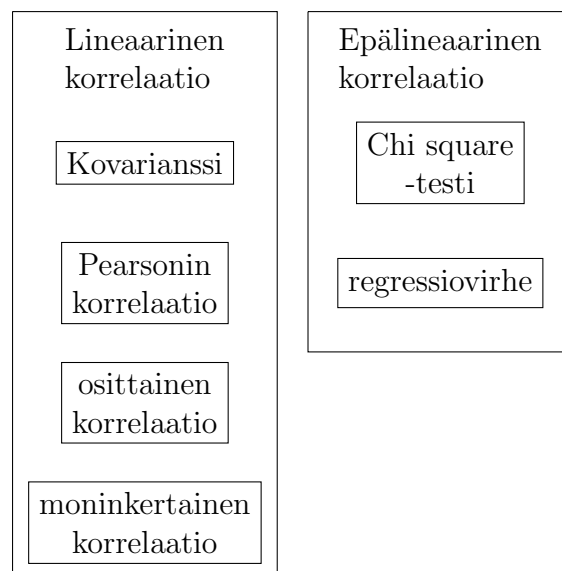 Lineaarinen
korrelaatio
Kovarianssi
Pearsonin
korrelaatio
osittainen
korrelaatio
moninkertainen
korrelaatio
Epälineaarinen
korrelaatio
Chi square
-testi
regressiovirhe